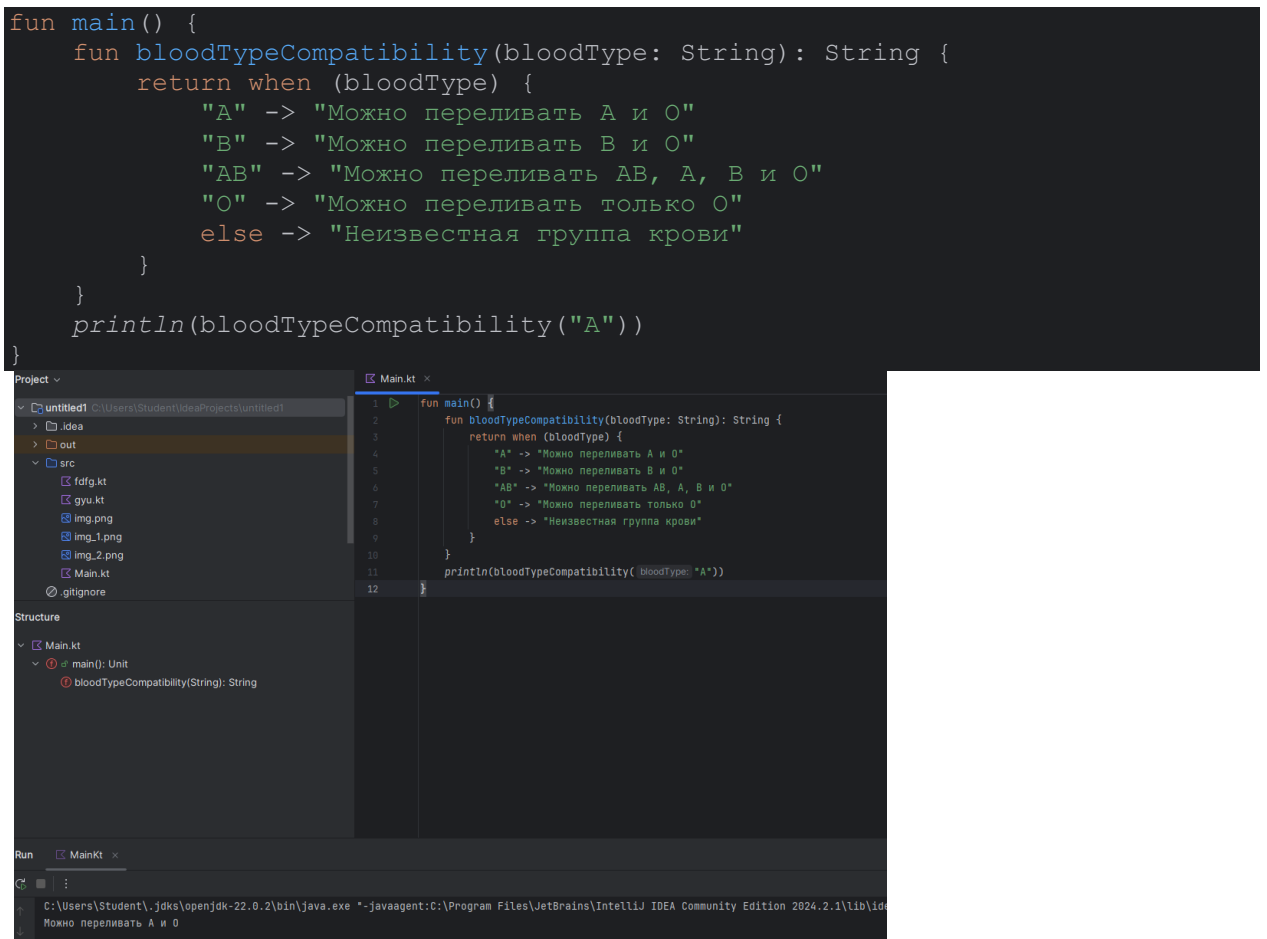 fun main() {
    fun bloodTypeCompatibility(bloodType: String): String {
        return when (bloodType) {
            "A" -> "Можно переливать A и O"
            "B" -> "Можно переливать B и O"
            "AB" -> "Можно переливать AB, A, B и O"
            "O" -> "Можно переливать только O"
            else -> "Неизвестная группа крови"
        }
    }
    println(bloodTypeCompatibility("A"))
}
Project
untitled1 C:\Users\Student\IdeaProjects\untitled1
.idea
out
src
fdfg.kt
gyu.kt
img.png
img_1.png
img_2.png
Main.kt
.gitignore
Structure
Main.kt
main(): Unit
bloodTypeCompatibility(String): String
Main.kt
1 fun main() {
2     fun bloodTypeCompatibility(bloodType: String): String {
3         return when (bloodType) {
4             "A" -> "Можно переливать A и O"
5             "B" -> "Можно переливать B и O"
6             "AB" -> "Можно переливать AB, A, B и O"
7             "O" -> "Можно переливать только O"
8             else -> "Неизвестная группа крови"
9         }
10     }
11     println(bloodTypeCompatibility( bloodType: "A"))
12 }
Run MainKt
C:\Users\Student\.jdks\openjdk-22.0.2\bin\java.exe "-javaagent:C:\Program Files\JetBrains\IntelliJ IDEA Community Edition 2024.2.1\lib\ide
Можно переливать A и O